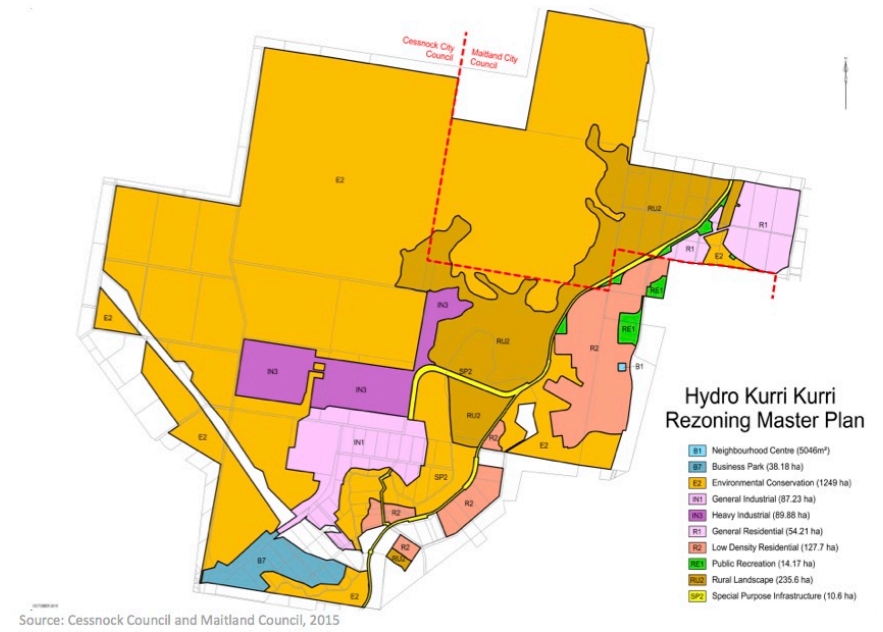 Cessnock City
Council
Maitland City
Council
E2
RU2
R1
R1
E2
RE1
IN3
E2
RE1
RU2
R2
B1
SP2
IN3
IN3
RU2
R2
E2
E2
IN1
SP2
R2
R2
R2
B7
RU2
E2
Hydro Kurri Kurri
Rezoning Master Plan
B1 Neighbourhood Centre (5046m²)
B7 Business Park (38.18 ha)
E2 Environmental Conservation (1249 ha)
IN1 General Industrial (87.23 ha)
IN3 Heavy Industrial (89.88 ha)
R1 General Residential (54.21 ha)
R2 Low Density Residential (127.7 ha)
RE1 Public Recreation (14.17 ha)
RU2 Rural Landscape (235.6 ha)
SP2 Special Purpose Infrastructure (10.6 ha)
Source: Cessnock Council and Maitland Council, 2015